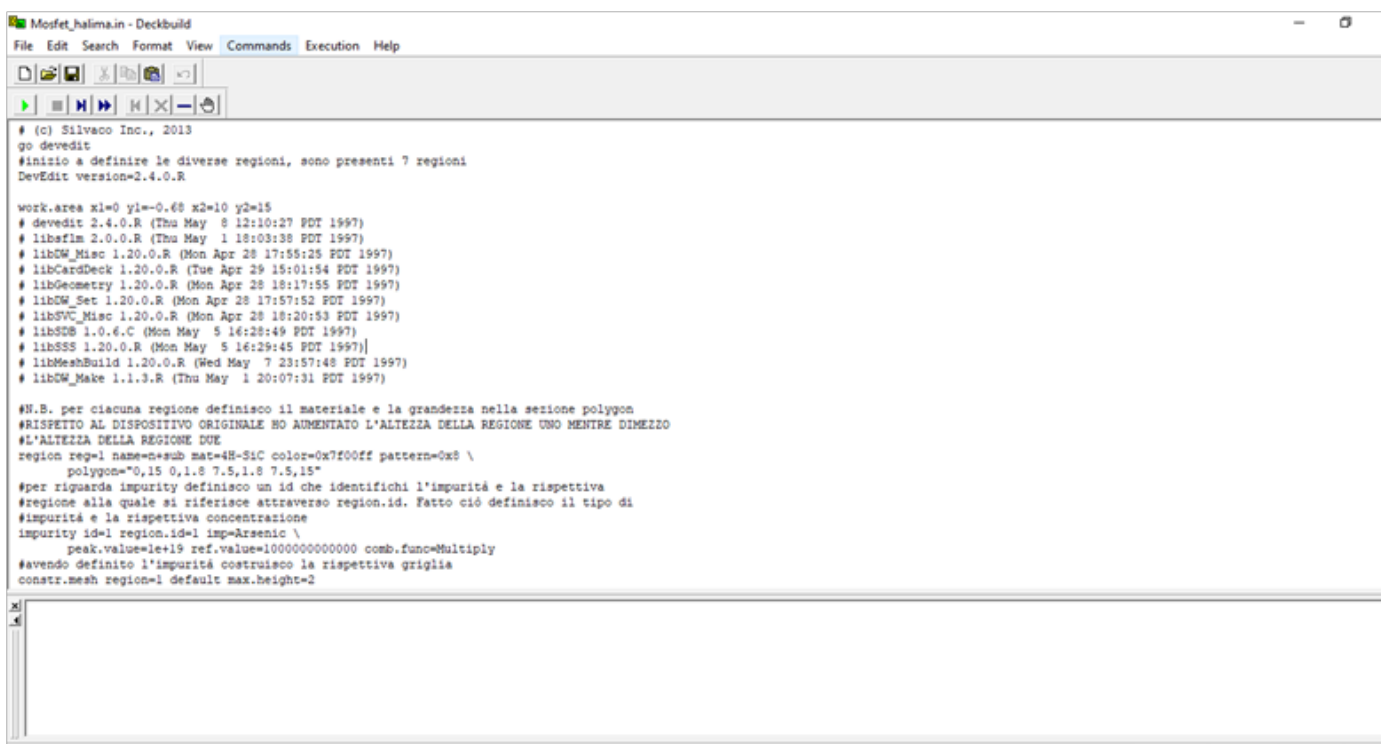 Mosfet_halima.in - Deckbuild
File Edit Search Format View Commands Execution Help
# (c) Silvaco Inc., 2013
go devedit
#inizio a definire le diverse regioni, sono presenti 7 regioni
DevEdit version=2.4.0.R
work.area x1=0 y1=-0.68 x2=10 y2=15
# devedit 2.4.0.R (Thu May 8 12:10:27 PDT 1997)
# libsflm 2.0.0.R (Thu May 1 18:03:38 PDT 1997)
# libDW_Misc 1.20.0.R (Mon Apr 28 17:55:25 PDT 1997)
# libCardDeck 1.20.0.R (Tue Apr 29 15:01:54 PDT 1997)
# libGeometry 1.20.0.R (Mon Apr 28 18:17:55 PDT 1997)
# libDW_Set 1.20.0.R (Mon Apr 28 17:57:52 PDT 1997)
# libSVC_Misc 1.20.0.R (Mon Apr 28 18:20:53 PDT 1997)
# libSDB 1.0.6.C (Mon May 5 16:28:49 PDT 1997)
# libSSS 1.20.0.R (Mon May 5 16:29:45 PDT 1997)
# libMeshBuild 1.20.0.R (Wed May 7 23:57:48 PDT 1997)
# libDW_Make 1.1.3.R (Thu May 1 20:07:31 PDT 1997)
#N.B. per ciacuna regione definisco il materiale e la grandezza nella sezione polygon
#RISPETTO AL DISPOSITIVO ORIGINALE HO AUMENTATO L'ALTEZZA DELLA REGIONE UNO MENTRE DIMEZZO
#L'ALTEZZA DELLA REGIONE DUE
region reg=1 name=n+sub mat=4H-SiC color=0x7f00ff pattern=0x8 \
polygon="0,15 0,1.8 7.5,1.8 7.5,15"
#per riguarda impurity definisco un id che identifichi l'impuritá e la rispettiva
#regione alla quale si riferisce attraverso region.id. Fatto ció definisco il tipo di
#impuritá e la rispettiva concentrazione
impurity id=1 region.id=1 imp=Arsenic \
peak.value=1e+19 ref.value=1000000000000 comb.func=Multiply
#avendo definito l'impuritá costruisco la rispettiva griglia
constr.mesh region=1 default max.height=2